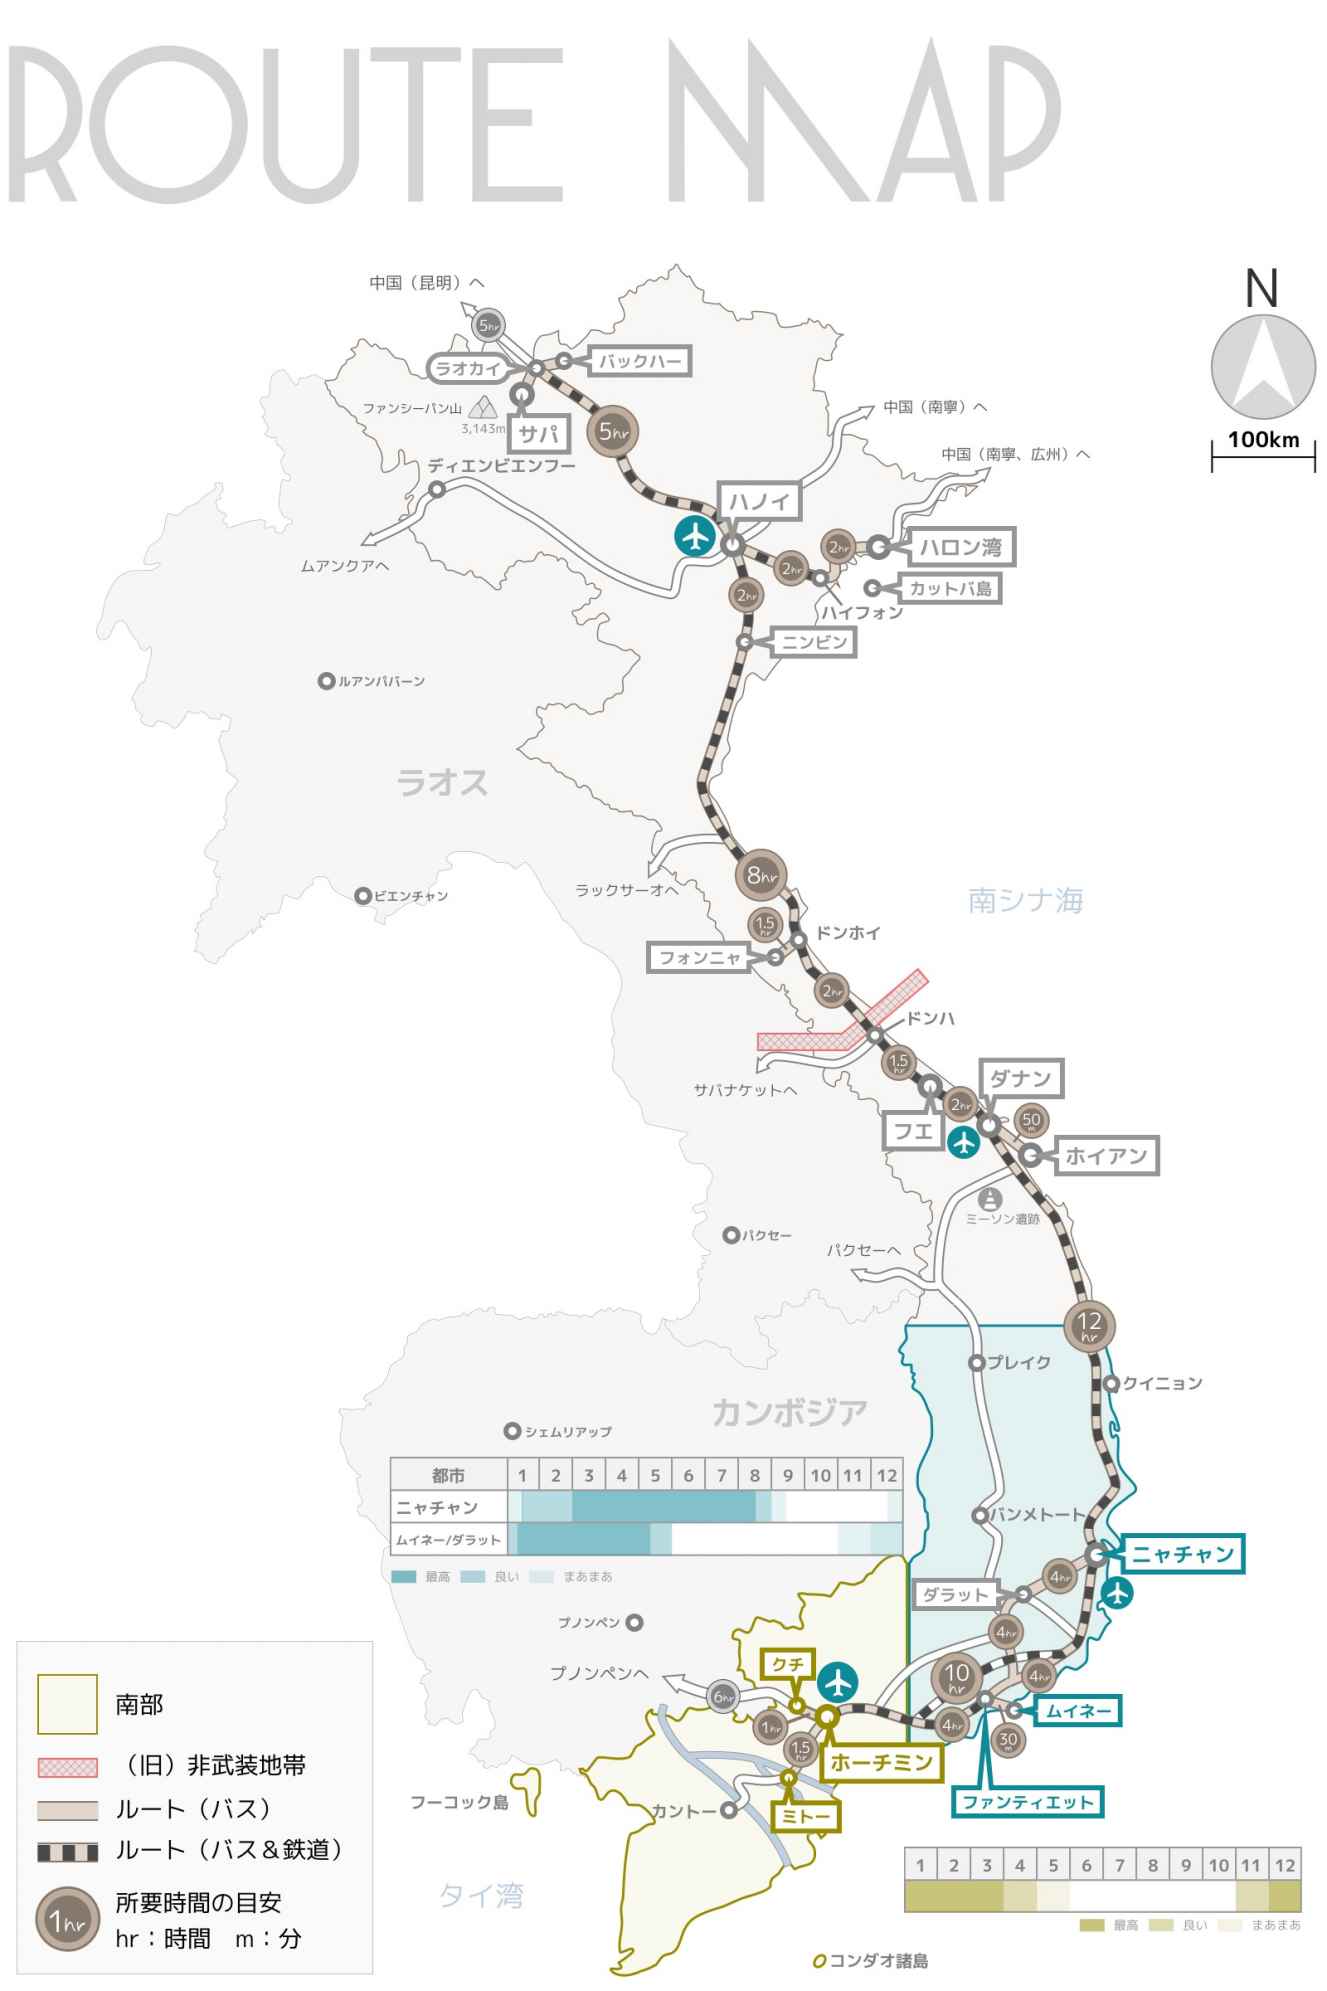 ROUTE MAP
N
100km
中国（昆明）へ
5hr
ラオカイ
バックハー
ファンシーパン山
3,143m
サパ
5hr
中国（南寧）へ
中国（南寧、広州）へ
ディエンビエンフー
ハノイ
ムアンクアへ
2hr
2hr
ハロン湾
カットバ島
ハイフォン
2hr
ニンビン
ルアンパバーン
ラオス
8hr
ラックサーオへ
ビエンチャン
南シナ海
1.5hr
ドンホイ
フォンニャ
2hr
ドンハ
1.5hr
サバナケットへ
ダナン
2hr
50m
フエ
ホイアン
ミーソン遺跡
パクセー
パクセーへ
12hr
プレイク
クイニョン
カンボジア
シェムリアップ
都市 1 2 3 4 5 6 7 8 9 10 11 12
ニャチャン
ムイネー/ダラット
最高 良い まあまあ
バンメトート
ニャチャン
4hr
ダラット
4hr
プノンペン
プノンペンへ
クチ
10hr
4hr
6hr
ムイネー
1hr
4hr
30m
1.5hr
ホーチミン
ファンティエット
フーコック島
カントー
ミトー
南部
（旧）非武装地帯
ルート（バス）
ルート（バス＆鉄道）
1hr
所要時間の目安
hr：時間 m：分
1 2 3 4 5 6 7 8 9 10 11 12
最高 良い まあまあ
タイ湾
コンダオ諸島